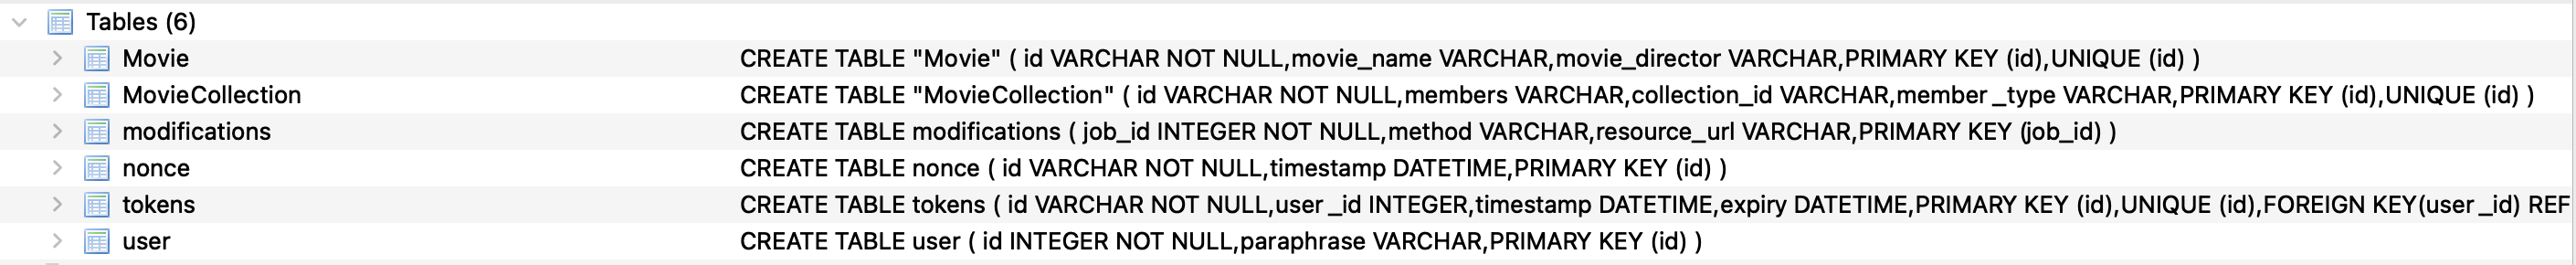 Tables (6)
Movie CREATE TABLE "Movie" ( id VARCHAR NOT NULL,movie_name VARCHAR,movie_director VARCHAR,PRIMARY KEY (id),UNIQUE (id) )
MovieCollection CREATE TABLE "MovieCollection" ( id VARCHAR NOT NULL,members VARCHAR,collection_id VARCHAR,member_type VARCHAR,PRIMARY KEY (id),UNIQUE (id) )
modifications CREATE TABLE modifications ( job_id INTEGER NOT NULL,method VARCHAR,resource_url VARCHAR,PRIMARY KEY (job_id) )
nonce CREATE TABLE nonce ( id VARCHAR NOT NULL,timestamp DATETIME,PRIMARY KEY (id) )
tokens CREATE TABLE tokens ( id VARCHAR NOT NULL,user_id INTEGER,timestamp DATETIME,expiry DATETIME,PRIMARY KEY (id),UNIQUE (id),FOREIGN KEY(user_id) REF
user CREATE TABLE user ( id INTEGER NOT NULL,paraphrase VARCHAR,PRIMARY KEY (id) )